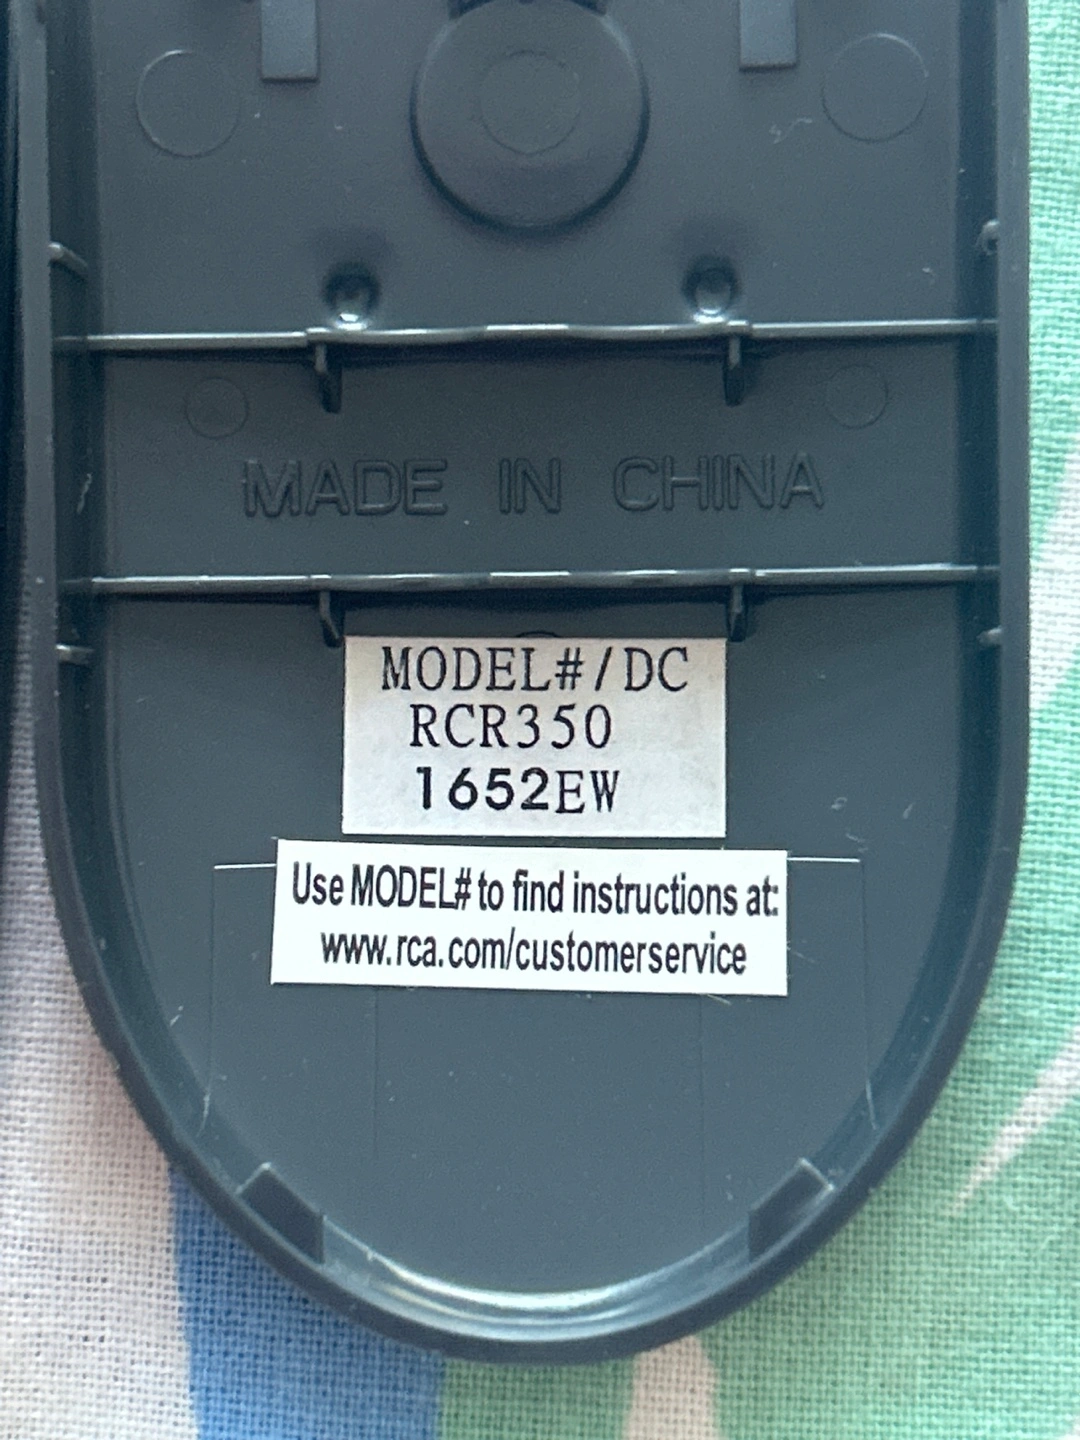 MADE IN CHINA
MODEL#/DC
RCR350
1652EW
Use MODEL# to find instructions at:
www.rca.com/customerservice